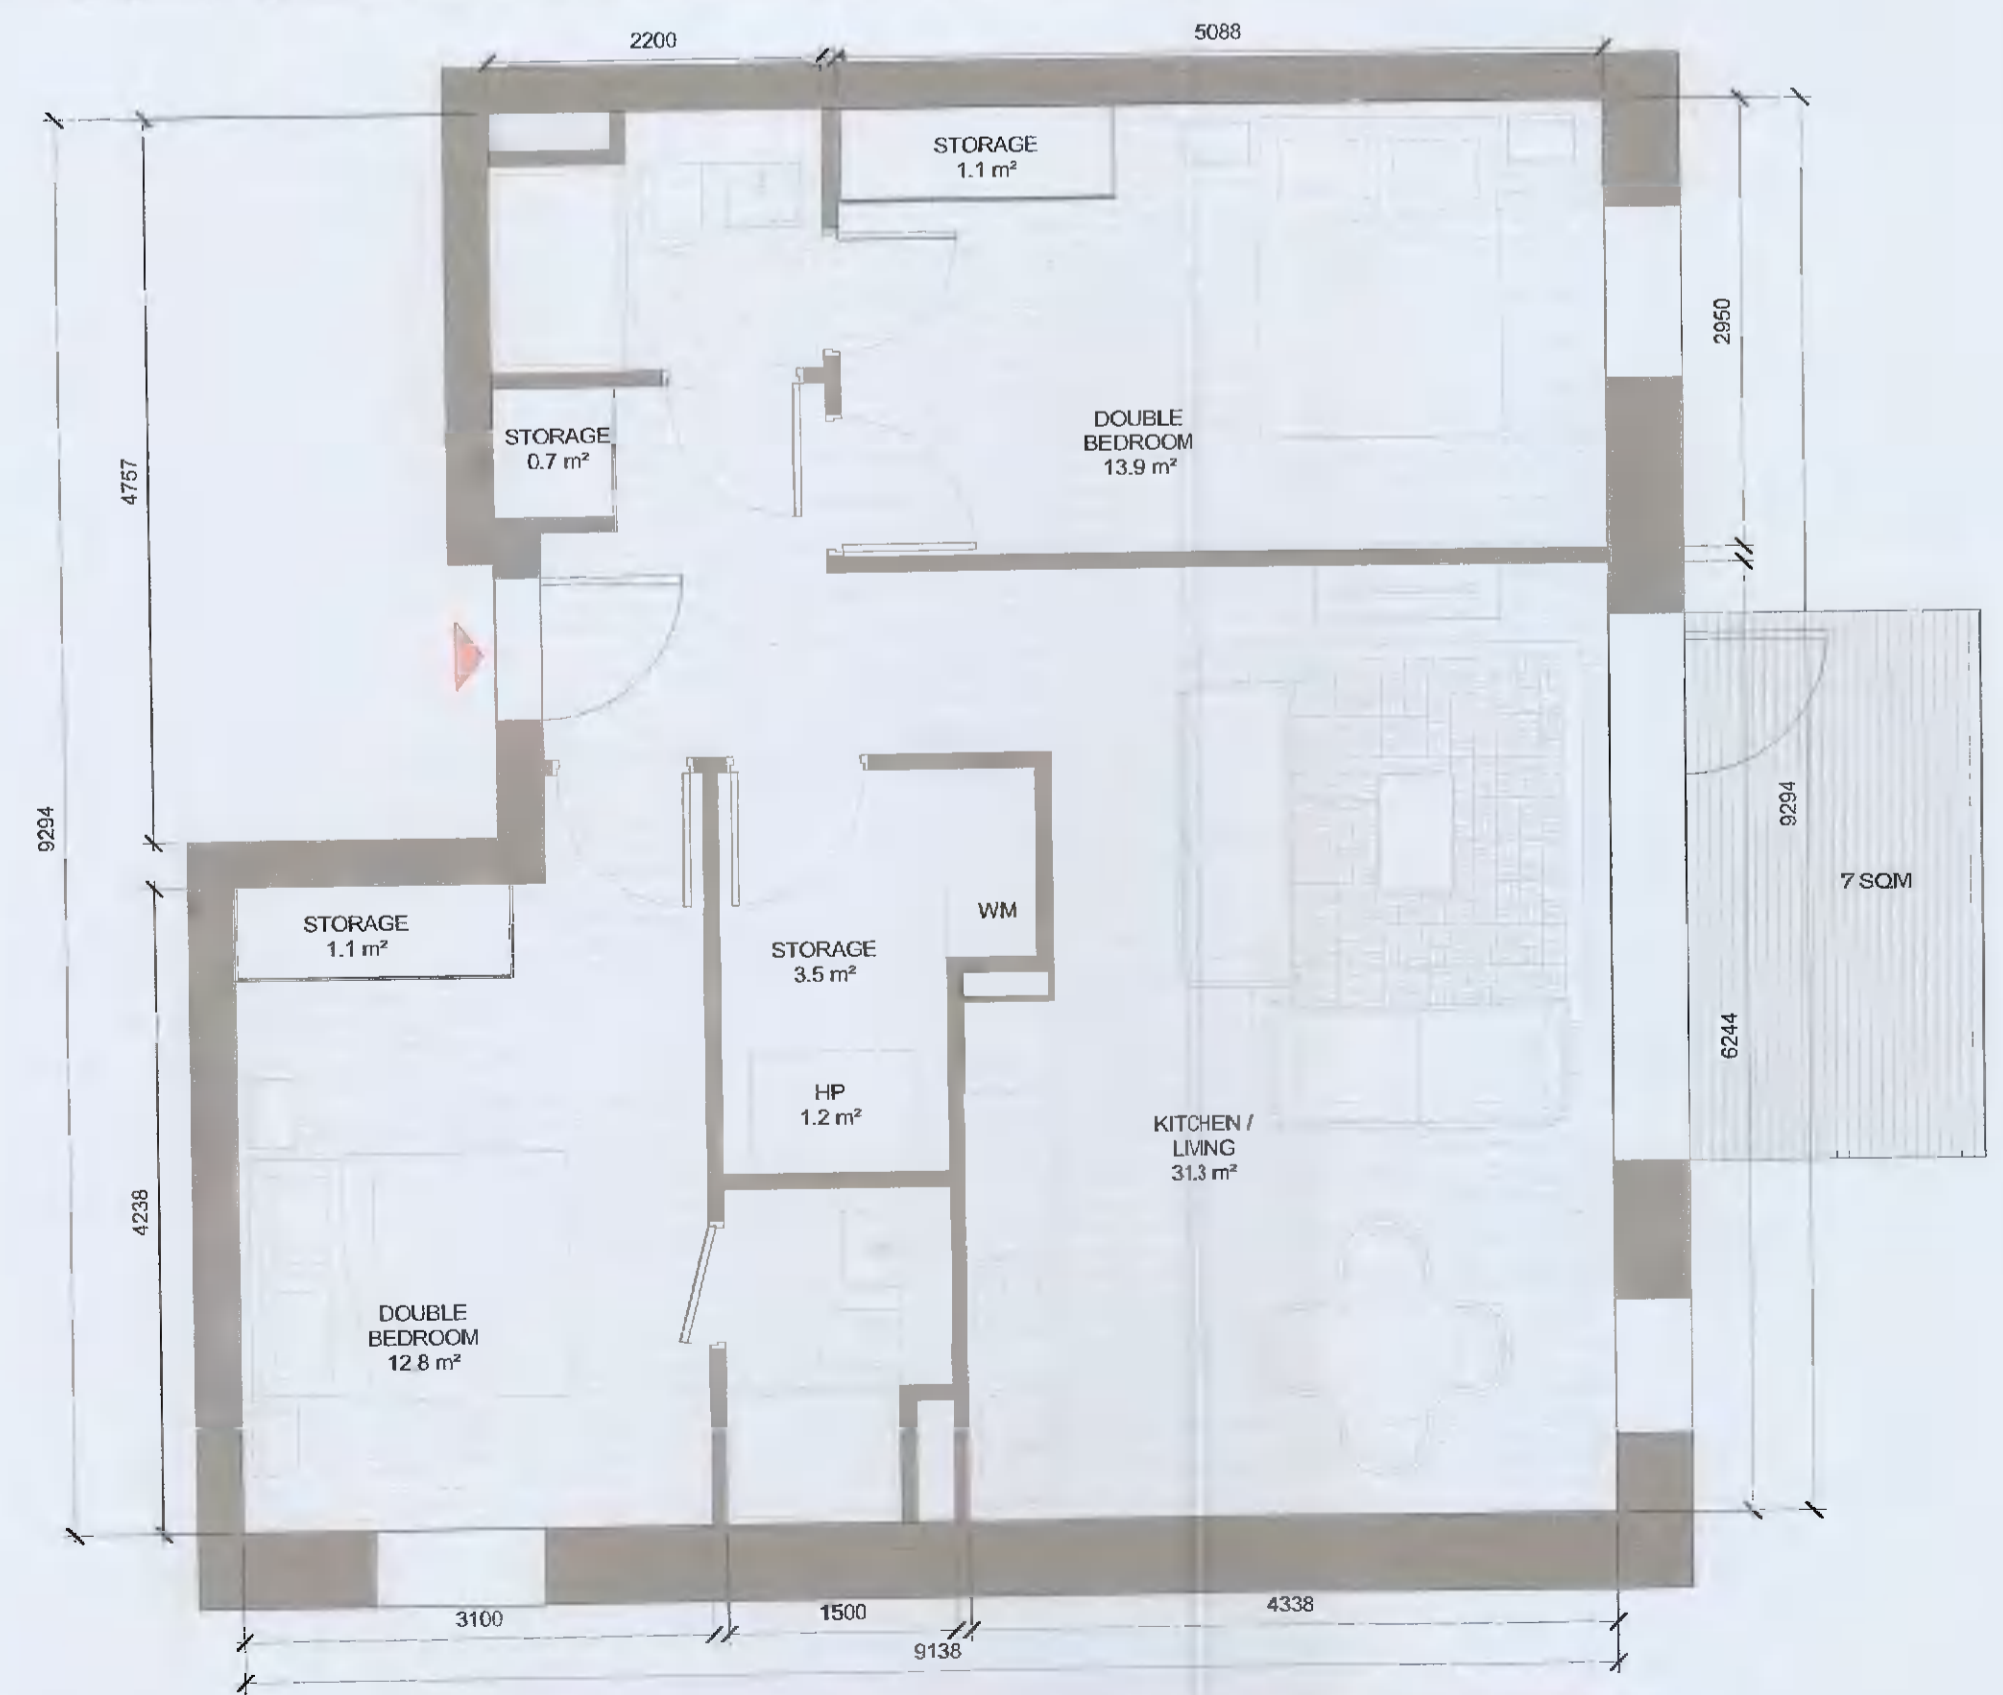 2200
5088
STORAGE
1.1 m²
2950
STORAGE
0.7 m²
DOUBLE
BEDROOM
13.9 m²
4757
9294
9294
7 SQM
STORAGE
1.1 m²
WM
STORAGE
3.5 m²
6244
HP
1.2 m²
KITCHEN /
LIVING
31.3 m²
4238
DOUBLE
BEDROOM
12.8 m²
3100
1500
4338
9138